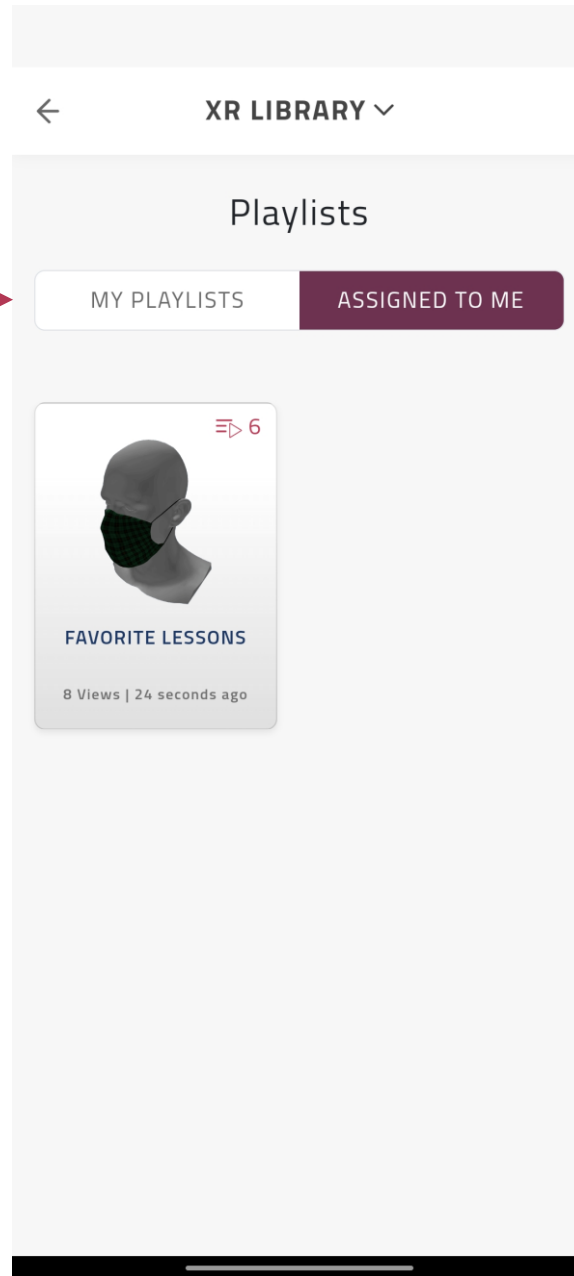 XR LIBRARY
Playlists
MY PLAYLISTS ASSIGNED TO ME
6
FAVORITE LESSONS
8 Views | 24 seconds ago